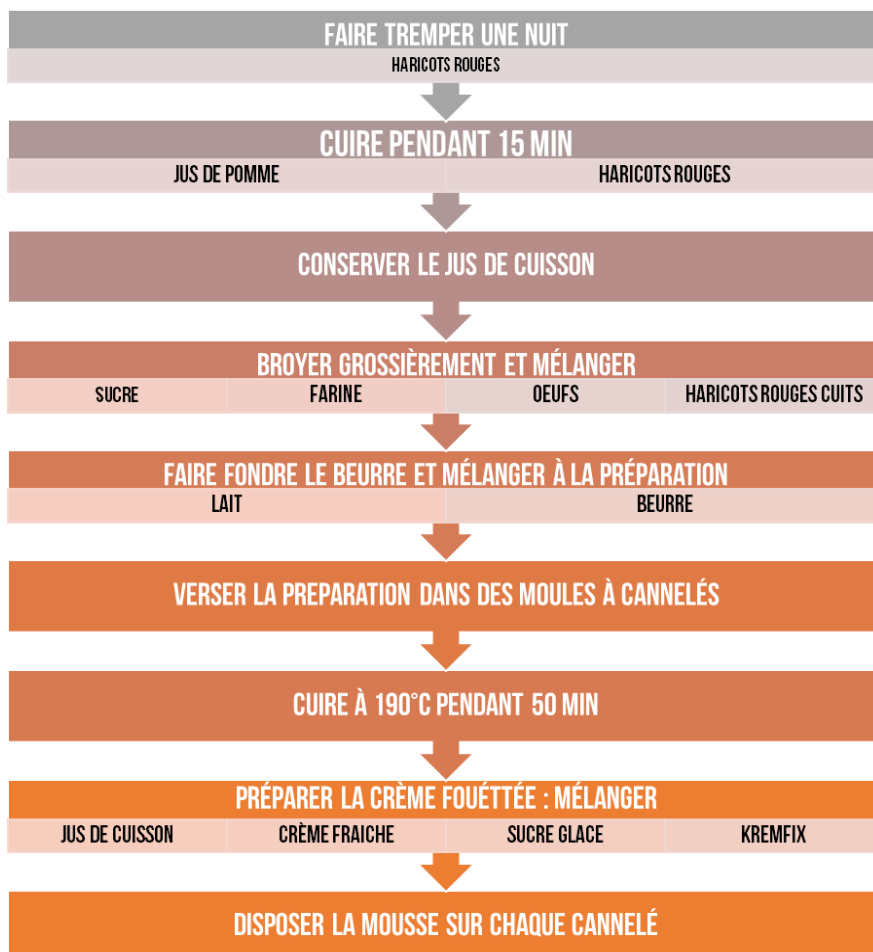 FAIRE TREMPER UNE NUIT
HARICOTS ROUGES
CUIRE PENDANT 15 MIN
JUS DE POMME HARICOTS ROUGES
CONSERVER LE JUS DE CUISSON
BROYER GROSSIÈREMENT ET MÉLANGER
SUCRE FARINE OEUFS HARICOTS ROUGES CUITS
FAIRE FONDRE LE BEURRE ET MÉLANGER À LA PRÉPARATION
LAIT BEURRE
VERSER LA PREPARATION DANS DES MOULES À CANNELÉS
CUIRE À 190°C PENDANT 50 MIN
PRÉPARER LA CRÈME FOUÉTTÉE : MÉLANGER
JUS DE CUISSON CRÈME FRAICHE SUCRE GLACE KREMFIX
DISPOSER LA MOUSSE SUR CHAQUE CANNELÉ